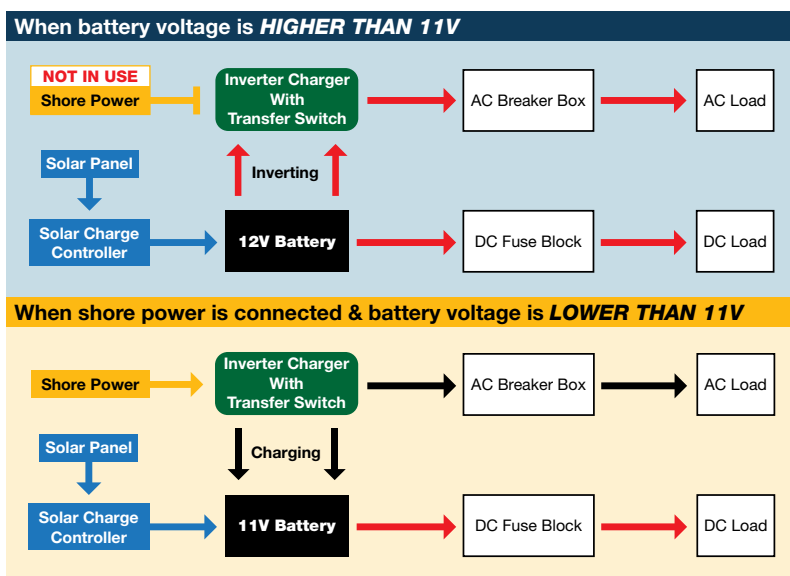 When battery voltage is HIGHER THAN 11V
NOT IN USE
Shore Power
Inverter Charger
With
Transfer Switch
AC Breaker Box
AC Load
Solar Panel
Inverting
Solar Charge
Controller
12V Battery
DC Fuse Block
DC Load
When shore power is connected & battery voltage is LOWER THAN 11V
Shore Power
Inverter Charger
With
Transfer Switch
AC Breaker Box
AC Load
Solar Panel
Charging
Solar Charge
Controller
11V Battery
DC Fuse Block
DC Load